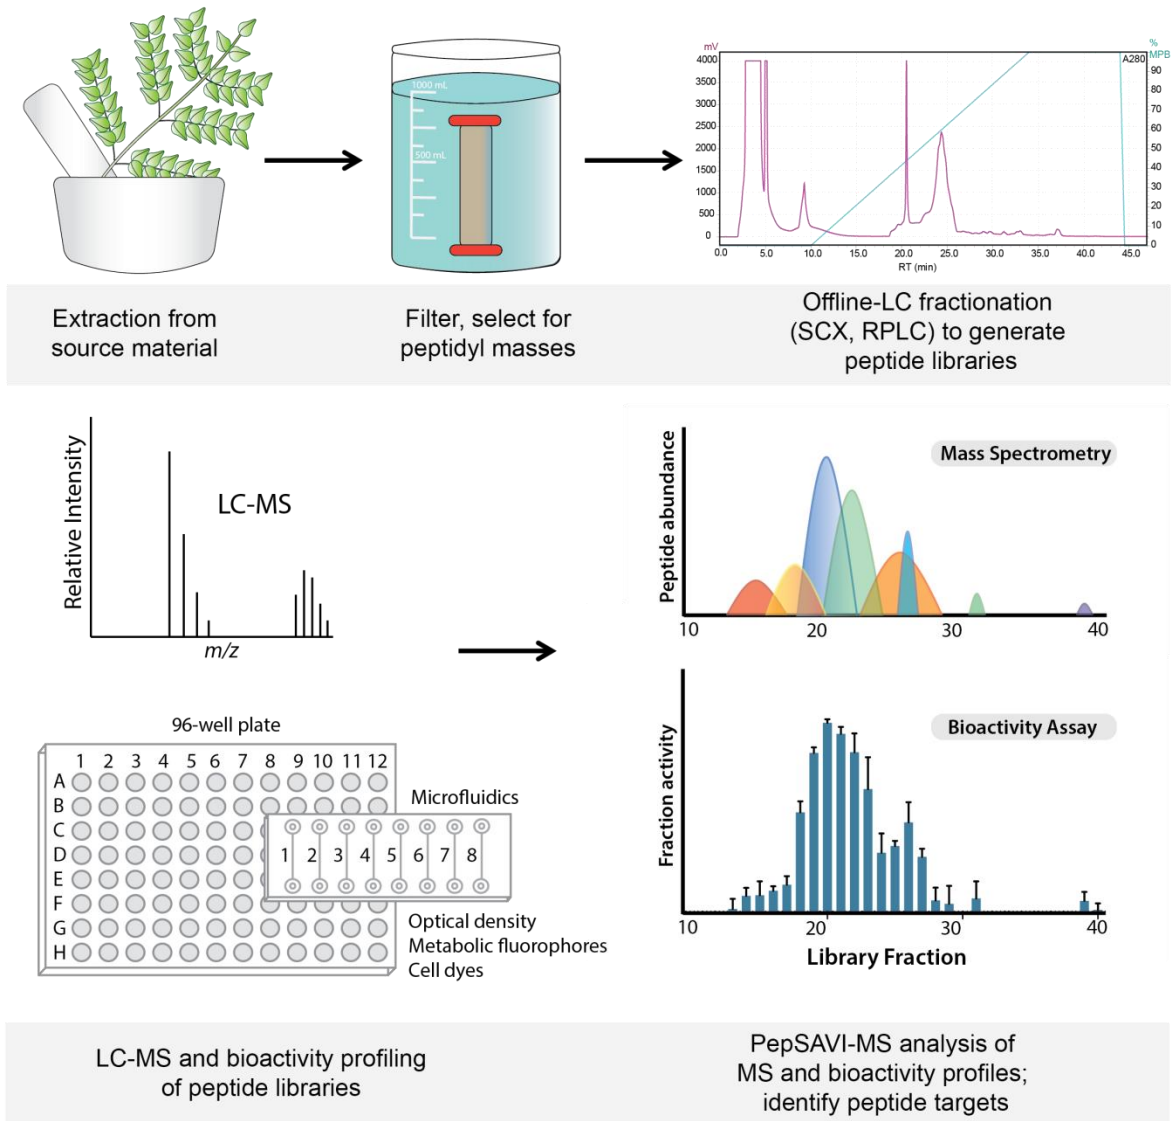 1000 mL
500 mL
mV
%
MPB
A280
4000
3500
3000
2500
2000
1500
1000
500
0
90
80
70
60
50
40
30
20
10
0
0.0 5.0 10.0 15.0 20.0 25.0 30.0 35.0 40.0 45.0
RT (min)
Extraction from
source material
Filter, select for
peptidyl masses
Offline-LC fractionation
(SCX, RPLC) to generate
peptide libraries
Relative Intensity
LC-MS
m/z
Peptide abundance
Mass Spectrometry
10 20 30 40
96-well plate
1 2 3 4 5 6 7 8 9 10 11 12
A
B
C
D
E
F
G
H
Microfluidics
1 2 3 4 5 6 7 8
Optical density
Metabolic fluorophores
Cell dyes
Fraction activity
Bioactivity Assay
10 20 30 40
Library Fraction
LC-MS and bioactivity profiling
of peptide libraries
PepSAVI-MS analysis of
MS and bioactivity profiles;
identify peptide targets